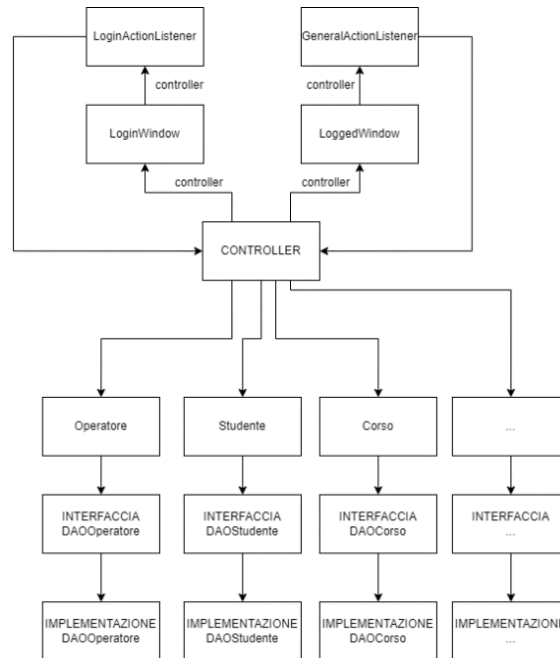 LoginActionListener
GeneralActionListener
controller
controller
LoginWindow
LoggedWindow
controller
controller
CONTROLLER
Operatore
Studente
Corso
...
INTERFACCIA
DAOOperatore
INTERFACCIA
DAOStudente
INTERFACCIA
DAOCorso
INTERFACCIA
...
IMPLEMENTAZIONE
DAOOperatore
IMPLEMENTAZIONE
DAOStudente
IMPLEMENTAZIONE
DAOCorso
IMPLEMENTAZIONE
...